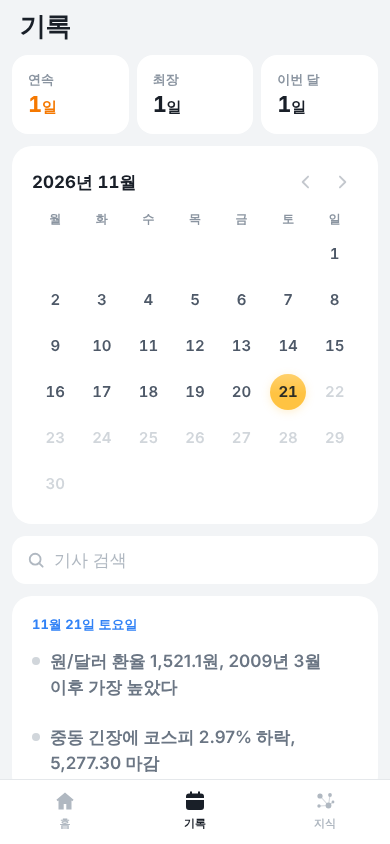 기록
연속 최장 이번 달
1일 1일 1일
2026년 11월
월 화 수 목 금 토 일
1
2 3 4 5 6 7 8
9 10 11 12 13 14 15
16 17 18 19 20 21 22
23 24 25 26 27 28 29
30
기사 검색
11월 21일 토요일
원/달러 환율 1,521.1원, 2009년 3월
이후 가장 높았다
중동 긴장에 코스피 2.97% 하락,
5,277.30 마감
홈 기록 지식